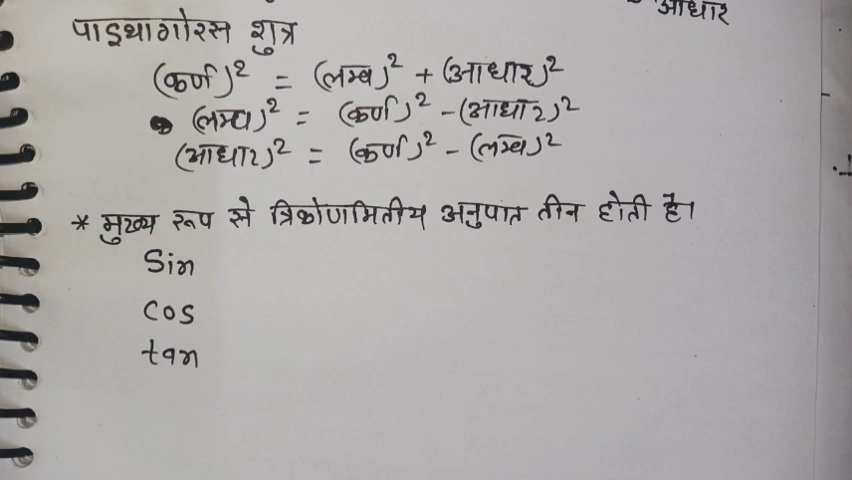 आधार
पाइथागोरस शुत्र
(कर्ण)² = (लम्ब)² + (आधार)²
(लम्ब)² = (कर्ण)² - (आधार)²
(आधार)² = (कर्ण)² - (लम्ब)²
* मुख्य रूप से त्रिकोणमितीय अनुपात तीन होती है।
Sin
cos
tan